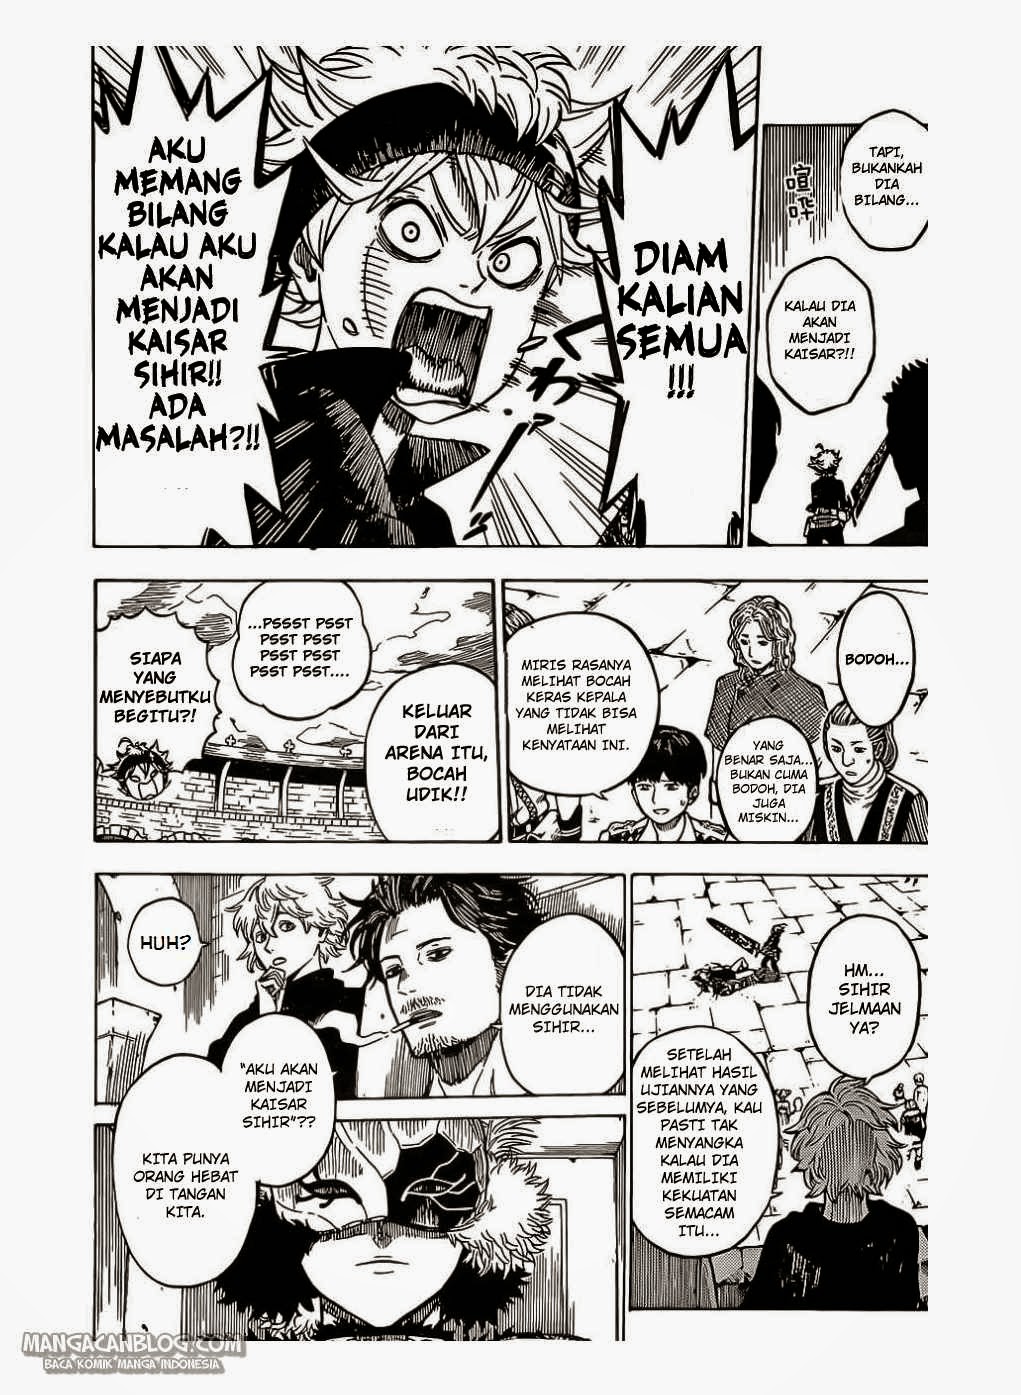 TAPI,
BUKANKAH
DIA
BILANG...
喧
哗
KALAU DIA
AKAN
MENJADI
KAISAR?!!
DIAM
KALIAN
SEMUA
!!!
くわっ
AKU
MEMANG
BILANG
KALAU AKU
AKAN
MENJADI
KAISAR
SIHIR!!
ADA
MASALAH?!!
BODOH...
YANG
BENAR SAJA...
BUKAN CUMA
BODOH, DIA
JUGA
MISKIN...
MIRIS RASANYA
MELIHAT BOCAH
KERAS KEPALA
YANG TIDAK BISA
MELIHAT
KENYATAAN INI.
KELUAR
DARI
ARENA ITU,
BOCAH
UDIK!!
...PSSST PSST
PSST PSST
PSST PSST
PSST PSST....
SIAPA
YANG
MENYEBUTKU
BEGITU?!
HM...
SIHIR
JELMAAN
YA?
SETELAH
MELIHAT HASIL
UJIANNYA YANG
SEBELUMYA, KAU
PASTI TAK
MENYANGKA
KALAU DIA
MEMILIKI
KEKUATAN
SEMACAM
ITU...
DIA TIDAK
MENGGUNAKAN
SIHIR...
HUH?
"AKU AKAN
MENJADI
KAISAR
SIHIR"??
KITA PUNYA
ORANG HEBAT
DI TANGAN
KITA.
MANGACANBLOG.COM
BACA KOMIK MANGA INDONESIA